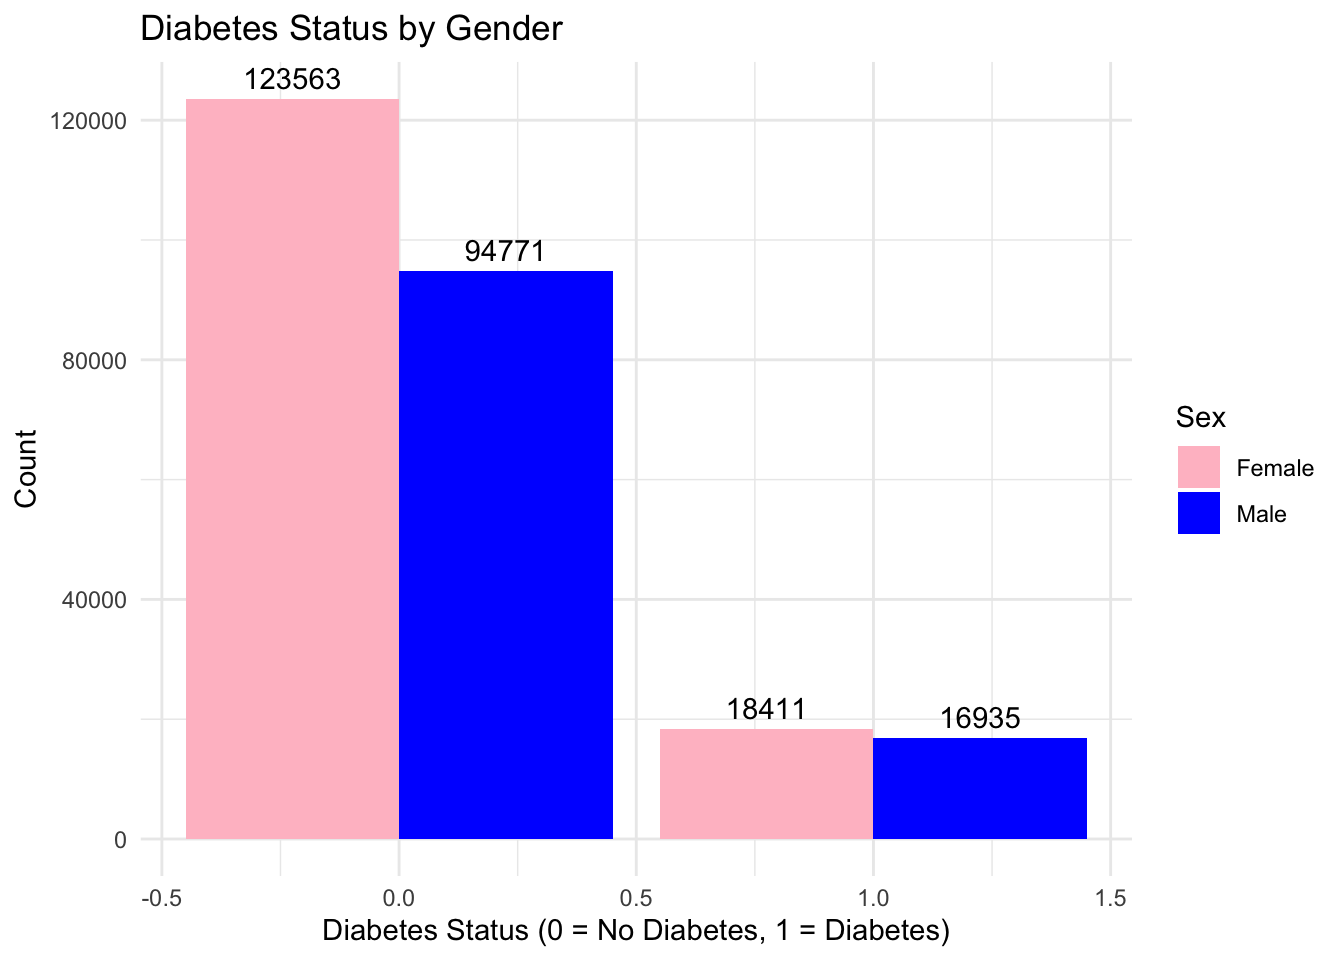 Diabetes Status by Gender
123563
120000
94771
80000
Count
40000
18411
16935
0
-0.5 0.0 0.5 1.0 1.5
Diabetes Status (0 = No Diabetes, 1 = Diabetes)
Sex
Female
Male